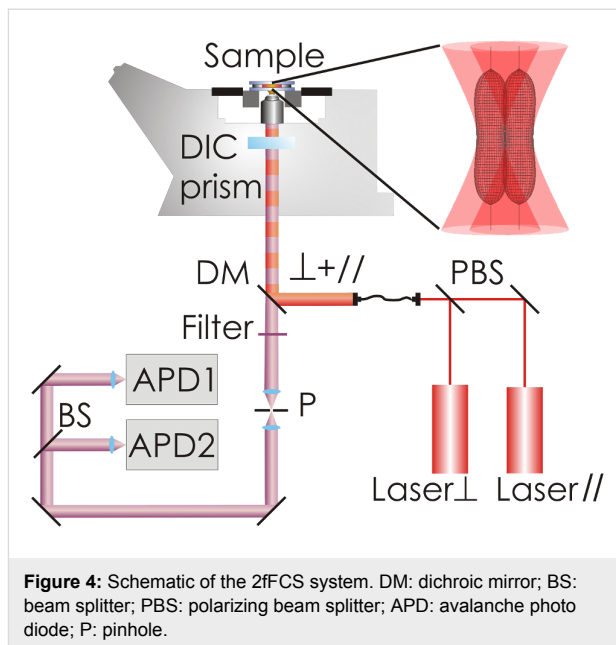 Sample
DIC
prism
DM
⊥+//
PBS
Filter
APD1
BS
P
APD2
Laser⊥
Laser//
Figure 4: Schematic of the 2fFCS system. DM: dichroic mirror; BS:
beam splitter; PBS: polarizing beam splitter; APD: avalanche photo
diode; P: pinhole.